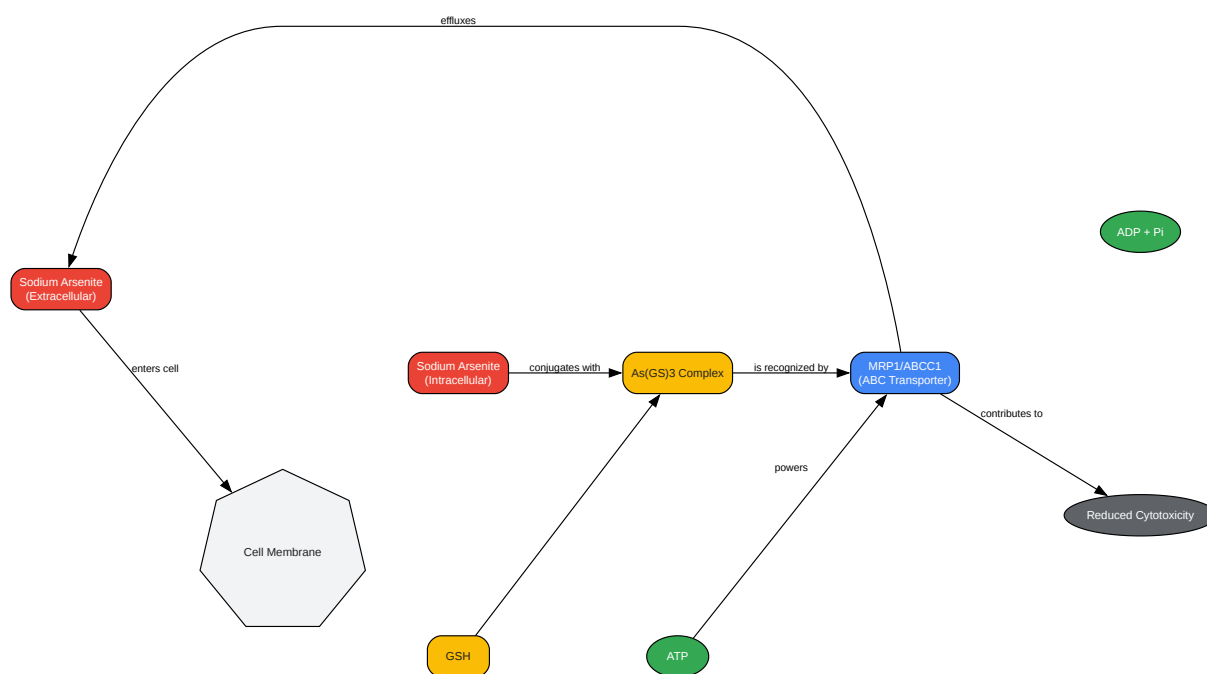 effluxes
ADP + Pi
Sodium Arsenite
(Extracellular)
enters cell
Sodium Arsenite
(Intracellular)
conjugates with
As(GS)3 Complex
is recognized by
MRP1/ABCC1
(ABC Transporter)
contributes to
powers
Reduced Cytotoxicity
Cell Membrane
GSH
ATP